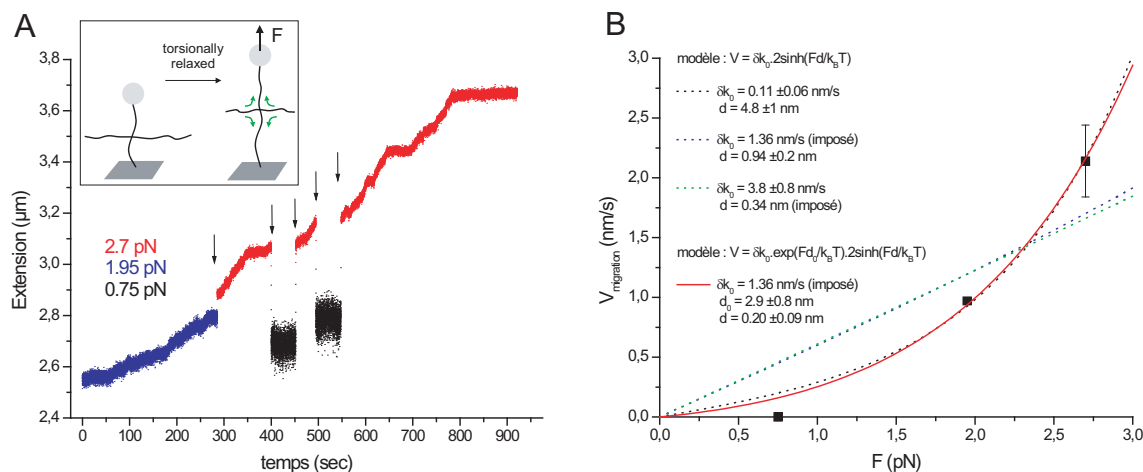 A
torsionally
relaxed
F
3,8
3,6
3,4
3,2
3,0
2,8
2,6
2,4
Extension (µm)
2.7 pN
1.95 pN
0.75 pN
0 100 200 300 400 500 600 700 800 900
temps (sec)
B
3,0
2,5
2,0
1,5
1,0
0,5
0,0
Vmigration (nm/s)
modèle : V = δk0.2sinh(Fd/kBT)
δk0 = 0.11 ±0.06 nm/s
d = 4.8 ±1 nm
δk0 = 1.36 nm/s (imposé)
d = 0.94 ±0.2 nm
δk0 = 3.8 ±0.8 nm/s
d = 0.34 nm (imposé)
modèle : V = δk0.exp(Fd0/kBT).2sinh(Fd/kBT)
δk0 = 1.36 nm/s (imposé)
d0 = 2.9 ±0.8 nm
d = 0.20 ±0.09 nm
0,0 0,5 1,0 1,5 2,0 2,5 3,0
F (pN)